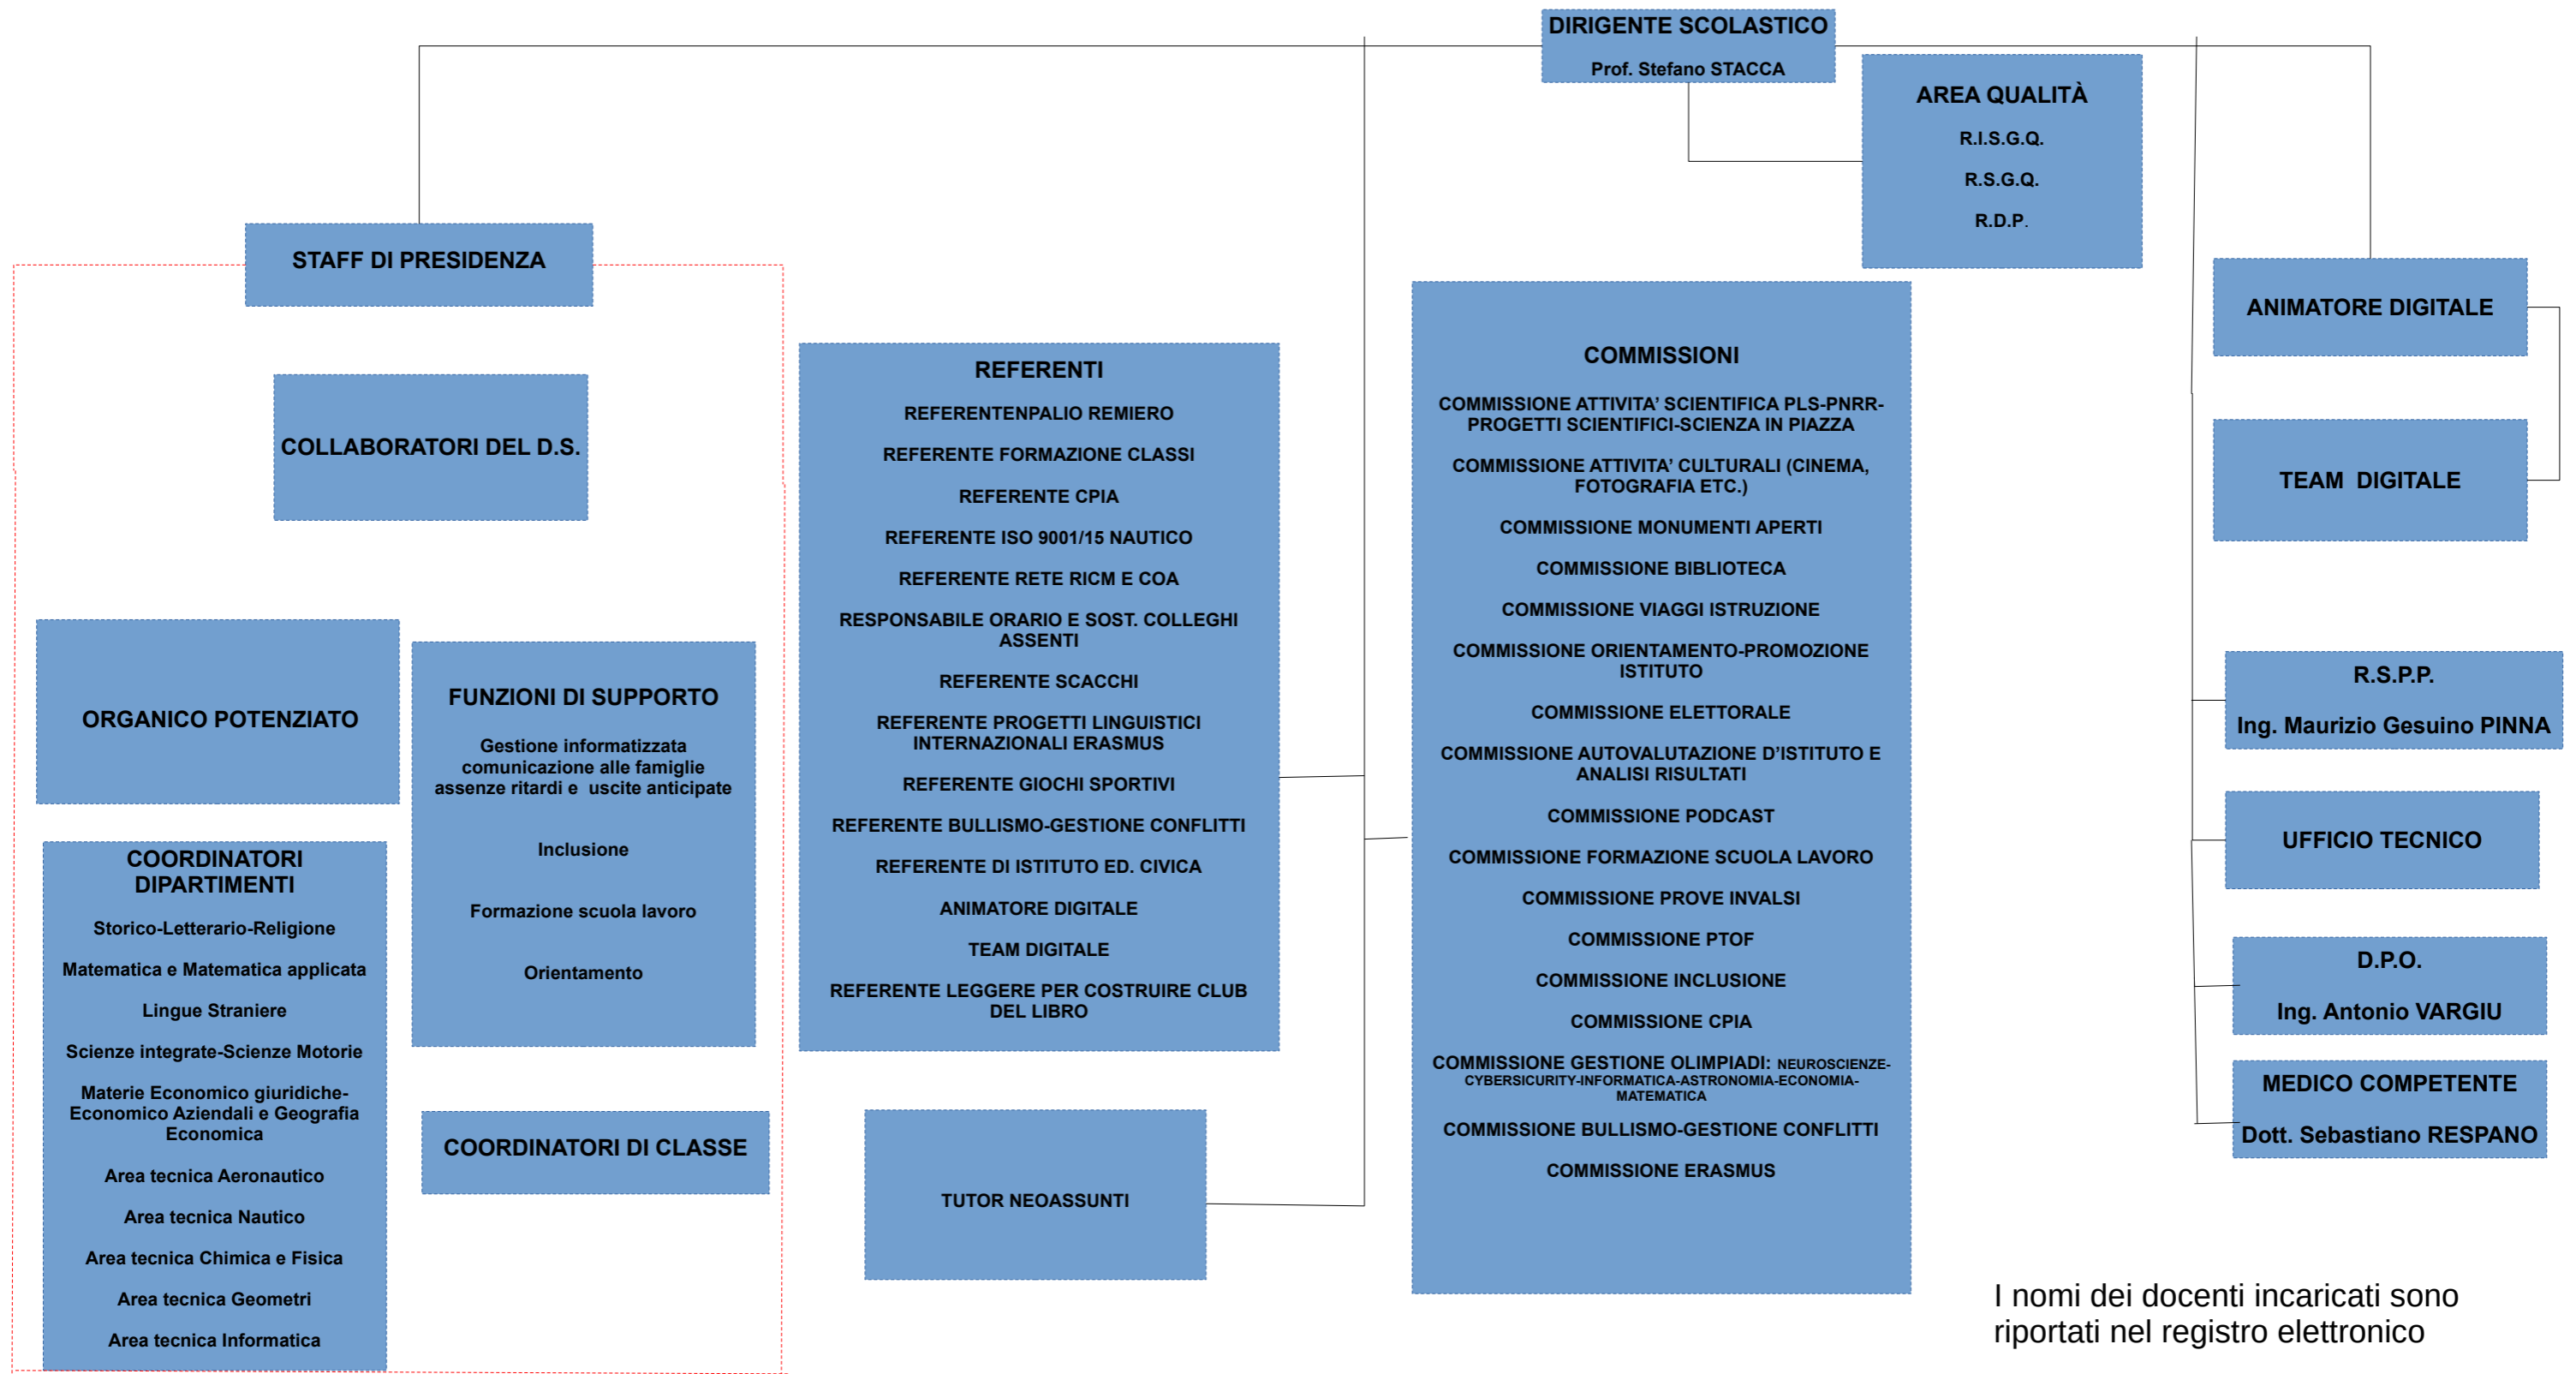 DIRIGENTE SCOLASTICO
Prof. Stefano STACCA
AREA QUALITÀ
R.I.S.G.Q.
R.S.G.Q.
R.D.P.
STAFF DI PRESIDENZA
COLLABORATORI DEL D.S.
ORGANICO POTENZIATO
FUNZIONI DI SUPPORTO
Gestione informatizzata
comunicazione alle famiglie
assenze ritardi e uscite anticipate
Inclusione
Formazione scuola lavoro
Orientamento
COORDINATORI
DIPARTIMENTI
Storico-Letterario-Religione
Matematica e Matematica applicata
Lingue Straniere
Scienze integrate-Scienze Motorie
Materie Economico giuridiche-
Economico Aziendali e Geografia
Economica
Area tecnica Aeronautico
Area tecnica Nautico
Area tecnica Chimica e Fisica
Area tecnica Geometri
Area tecnica Informatica
COORDINATORI DI CLASSE
REFERENTI
REFERENTENPALIO REMIERO
REFERENTE FORMAZIONE CLASSI
REFERENTE CPIA
REFERENTE ISO 9001/15 NAUTICO
REFERENTE RETE RICM E COA
RESPONSABILE ORARIO E SOST. COLLEGHI
ASSENTI
REFERENTE SCACCHI
REFERENTE PROGETTI LINGUISTICI
INTERNAZIONALI ERASMUS
REFERENTE GIOCHI SPORTIVI
REFERENTE BULLISMO-GESTIONE CONFLITTI
REFERENTE DI ISTITUTO ED. CIVICA
ANIMATORE DIGITALE
TEAM DIGITALE
REFERENTE LEGGERE PER COSTRUIRE CLUB
DEL LIBRO
TUTOR NEOASSUNTI
COMMISSIONI
COMMISSIONE ATTIVITA’ SCIENTIFICA PLS-PNRR-
PROGETTI SCIENTIFICI-SCIENZA IN PIAZZA
COMMISSIONE ATTIVITA’ CULTURALI (CINEMA,
FOTOGRAFIA ETC.)
COMMISSIONE MONUMENTI APERTI
COMMISSIONE BIBLIOTECA
COMMISSIONE VIAGGI ISTRUZIONE
COMMISSIONE ORIENTAMENTO-PROMOZIONE
ISTITUTO
COMMISSIONE ELETTORALE
COMMISSIONE AUTOVALUTAZIONE D’ISTITUTO E
ANALISI RISULTATI
COMMISSIONE PODCAST
COMMISSIONE FORMAZIONE SCUOLA LAVORO
COMMISSIONE PROVE INVALSI
COMMISSIONE PTOF
COMMISSIONE INCLUSIONE
COMMISSIONE CPIA
COMMISSIONE GESTIONE OLIMPIADI: NEUROSCIENZE-
CYBERSICURITY-INFORMATICA-ASTRONOMIA-ECONOMIA-
MATEMATICA
COMMISSIONE BULLISMO-GESTIONE CONFLITTI
COMMISSIONE ERASMUS
ANIMATORE DIGITALE
TEAM DIGITALE
R.S.P.P.
Ing. Maurizio Gesuino PINNA
UFFICIO TECNICO
D.P.O.
Ing. Antonio VARGIU
MEDICO COMPETENTE
Dott. Sebastiano RESPANO
I nomi dei docenti incaricati sono
riportati nel registro elettronico